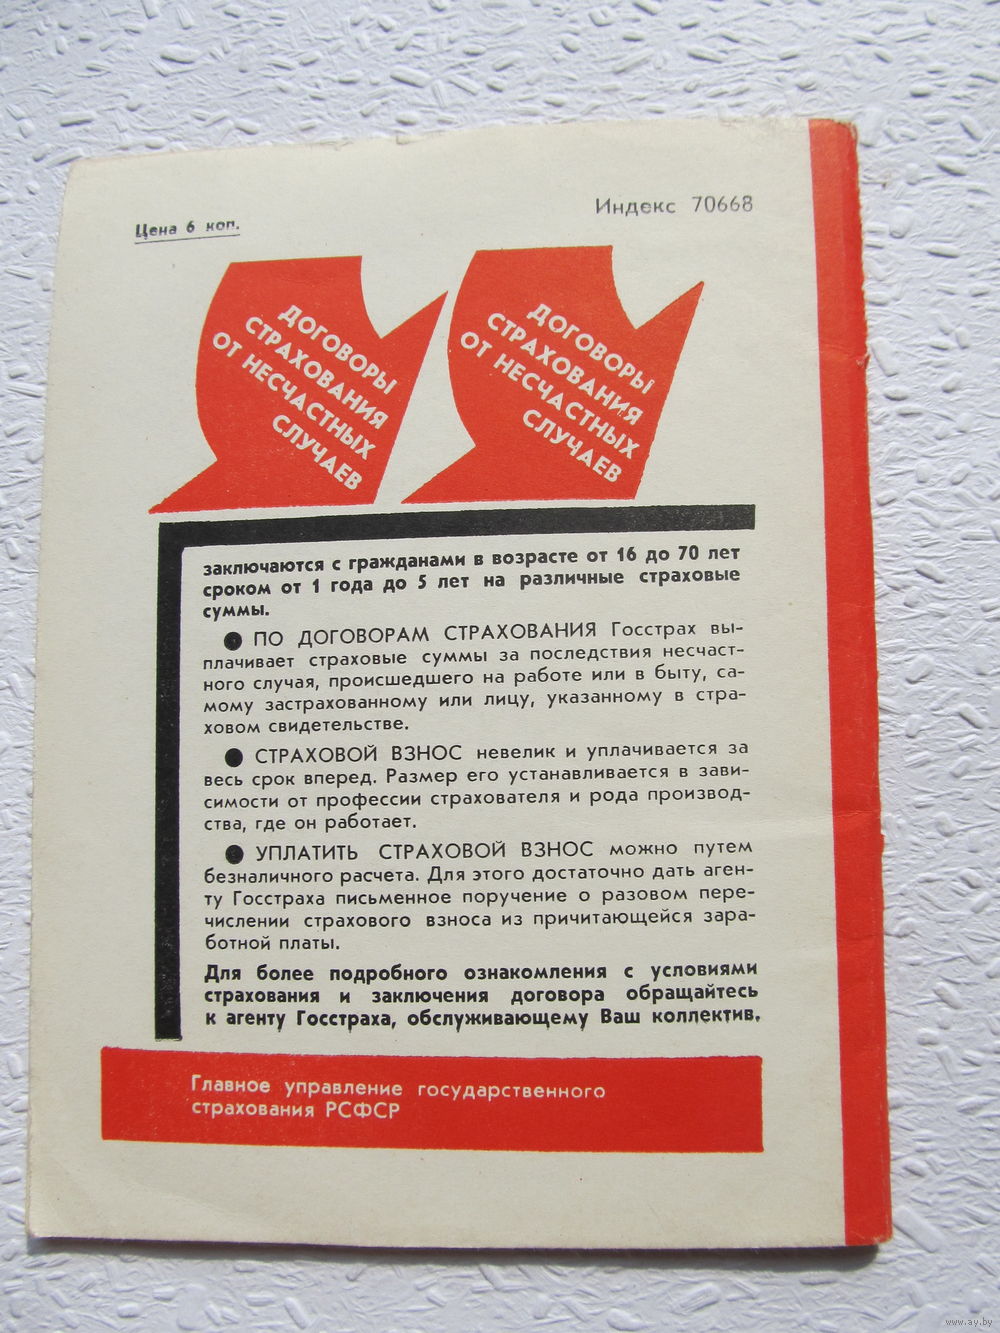 Цена 6 коп.
Индекс 70668
ДОГОВОРЫ
СТРАХОВАНИЯ
ОТ НЕСЧАСТНЫХ
СЛУЧАЕВ
ДОГОВОРЫ
СТРАХОВАНИЯ
ОТ НЕСЧАСТНЫХ
СЛУЧАЕВ
заключаются с гражданами в возрасте от 16 до 70 лет
сроком от 1 года до 5 лет на различные страховые
суммы.
● ПО ДОГОВОРАМ СТРАХОВАНИЯ Госстрах вы-
плачивает страховые суммы за последствия несчаст-
ного случая, происшедшего на работе или в быту, са-
мому застрахованному или лицу, указанному в стра-
ховом свидетельстве.
● СТРАХОВОЙ ВЗНОС невелик и уплачивается за
весь срок вперед. Размер его устанавливается в зави-
симости от профессии страхователя и рода производ-
ства, где он работает.
● УПЛАТИТЬ СТРАХОВОЙ ВЗНОС можно путем
безналичного расчета. Для этого достаточно дать аген-
ту Госстраха письменное поручение о разовом пере-
числении страхового взноса из причитающейся зара-
ботной платы.
Для более подробного ознакомления с условиями
страхования и заключения договора обращайтесь
к агенту Госстраха, обслуживающему Ваш коллектив.
Главное управление государственного
страхования РСФСР
www.ay.by